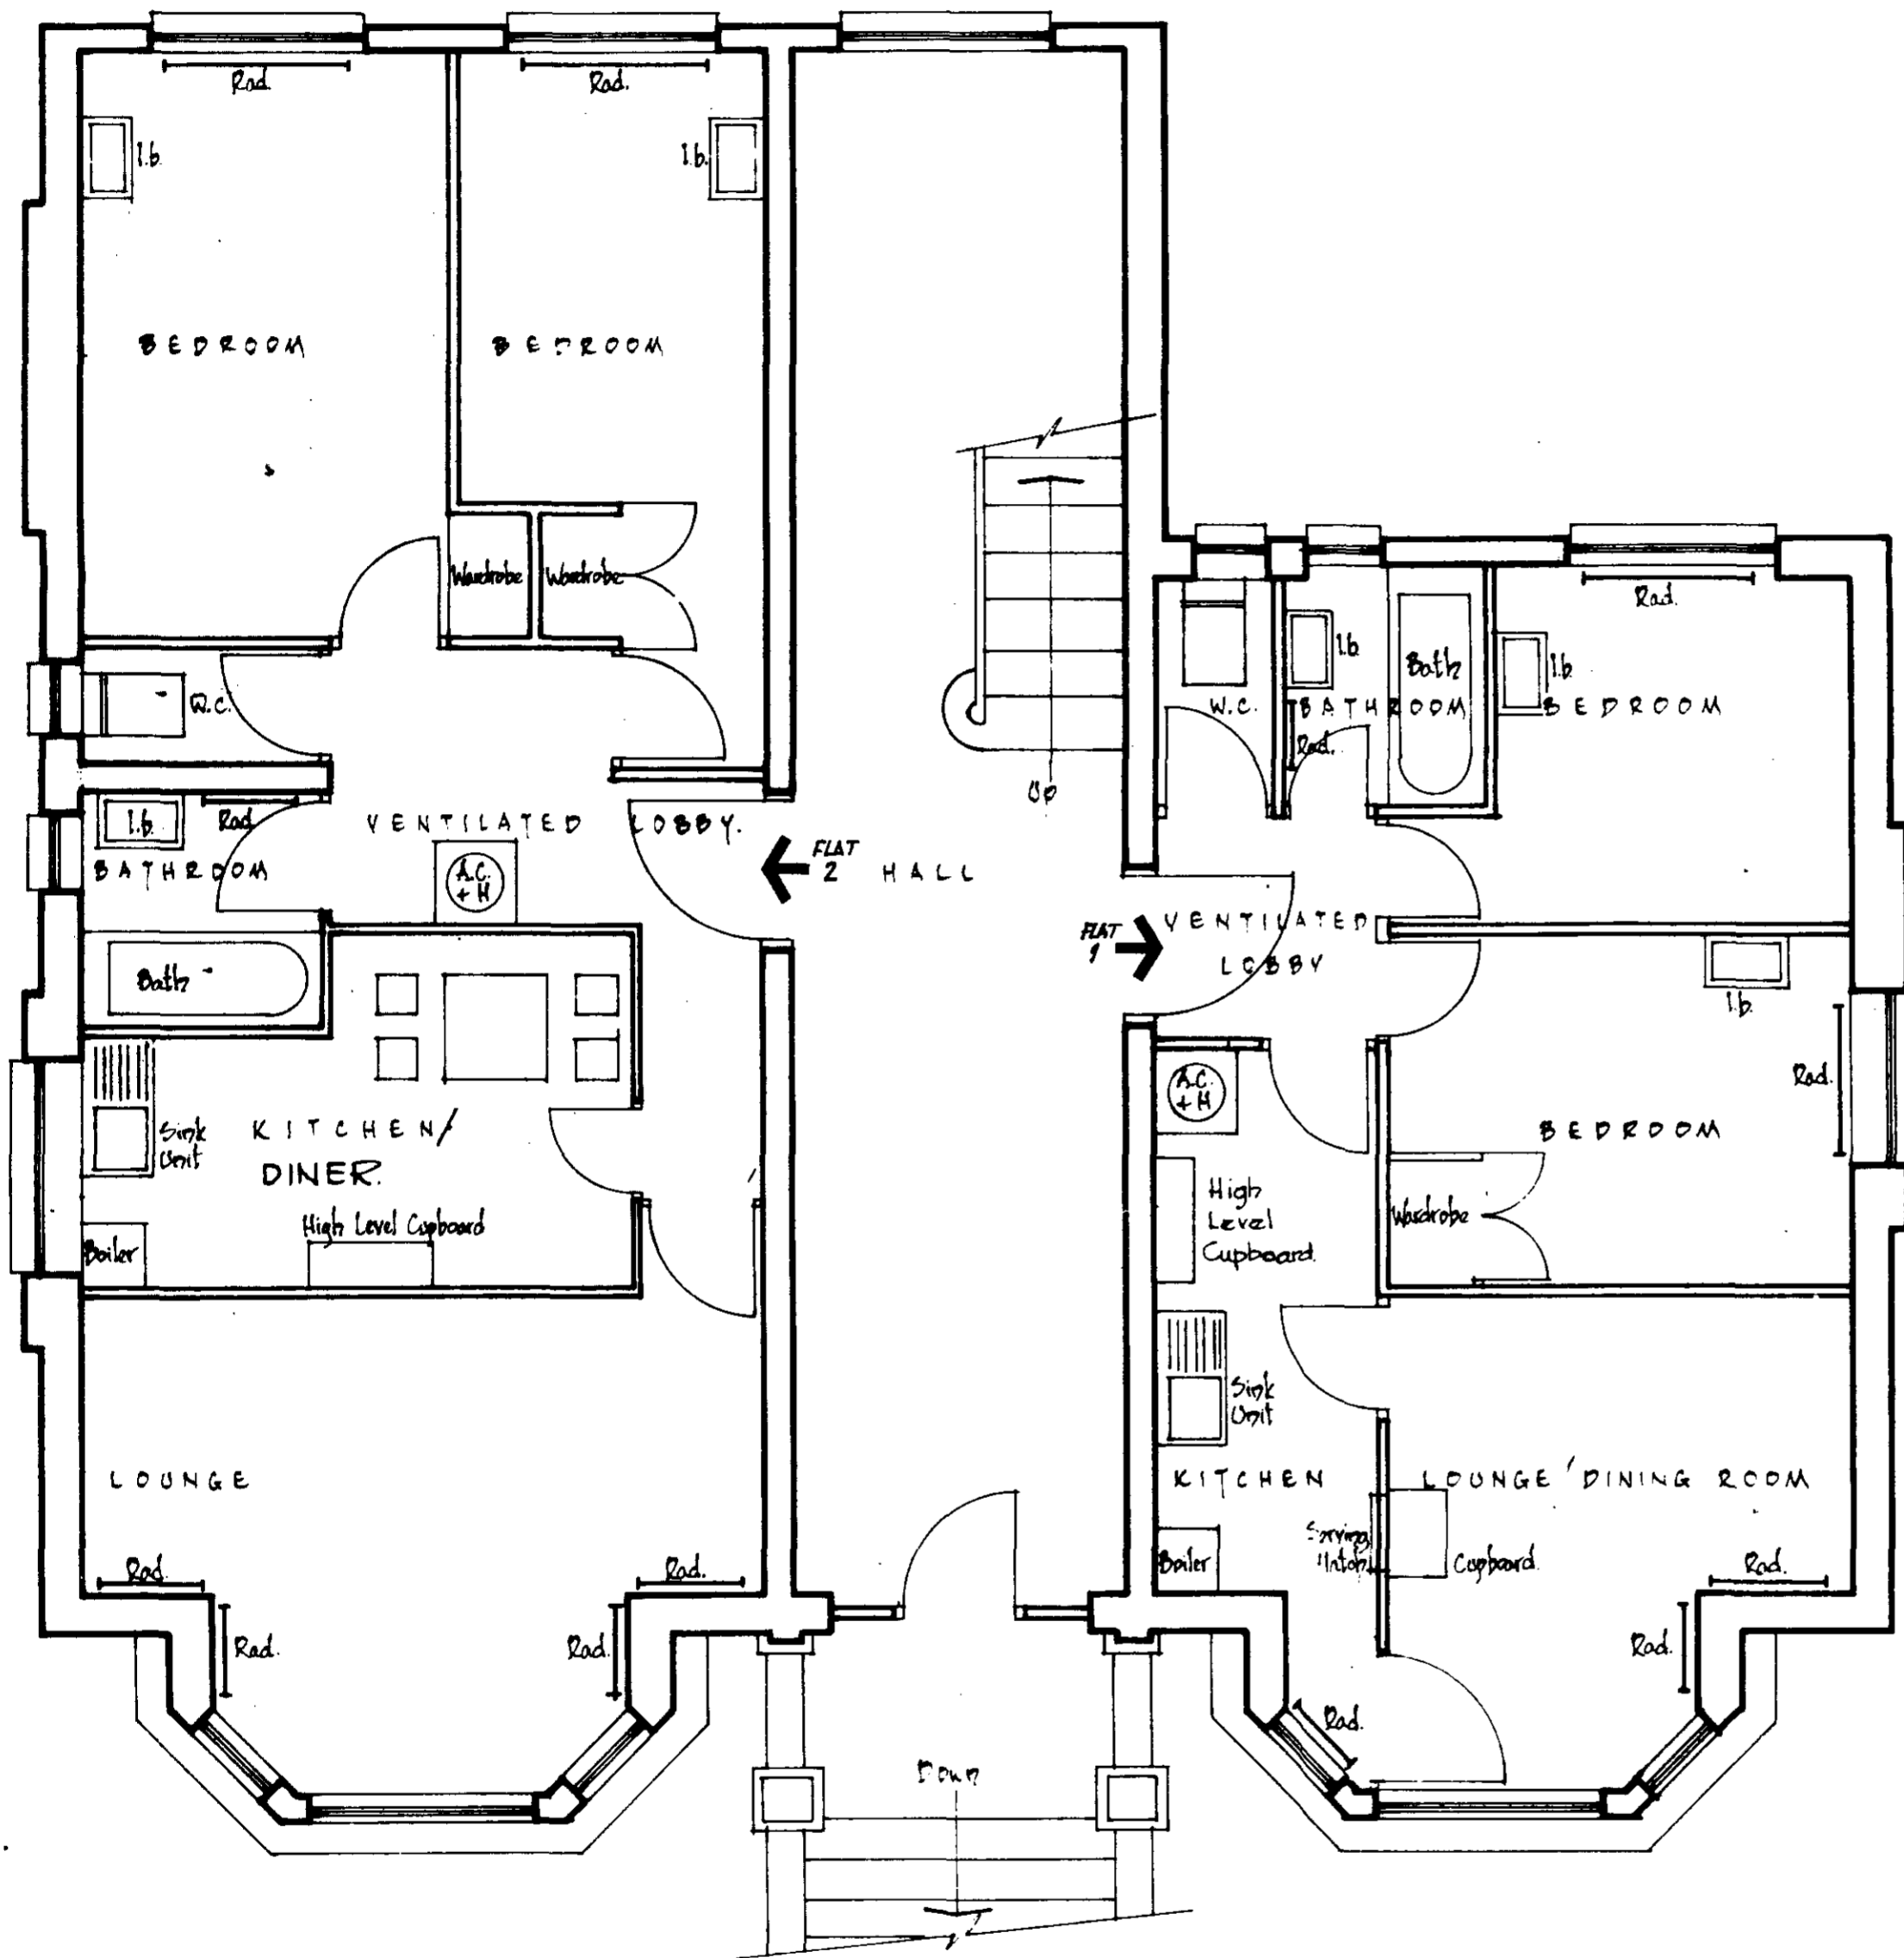 Rad.
Rad.
I.b.
I.b.
BEDROOM
BEDROOM
Wardrobe
Wardrobe
Rad.
W.C.
I.b.
Bath
I.b.
W.C.
BATHROOM
BEDROOM
Rad.
UP
I.b.
Rad.
VENTILATED LOBBY.
BATHROOM
A.C. + H
FLAT 2
HALL
FLAT 1
VENTILATED
LOBBY
Bath
I.b.
A.C. + H
Rad.
Sink
Unit
KITCHEN/
DINER.
BEDROOM
High
Level
Cupboard.
Wardrobe
High Level Cupboard
Boiler
Sink
Unit
LOUNGE
KITCHEN
LOUNGE/DINING ROOM
Serving
Hatch
Boiler
Cupboard.
Rad.
Rad.
Rad.
Rad.
Rad.
Rad.
Rad.
Down